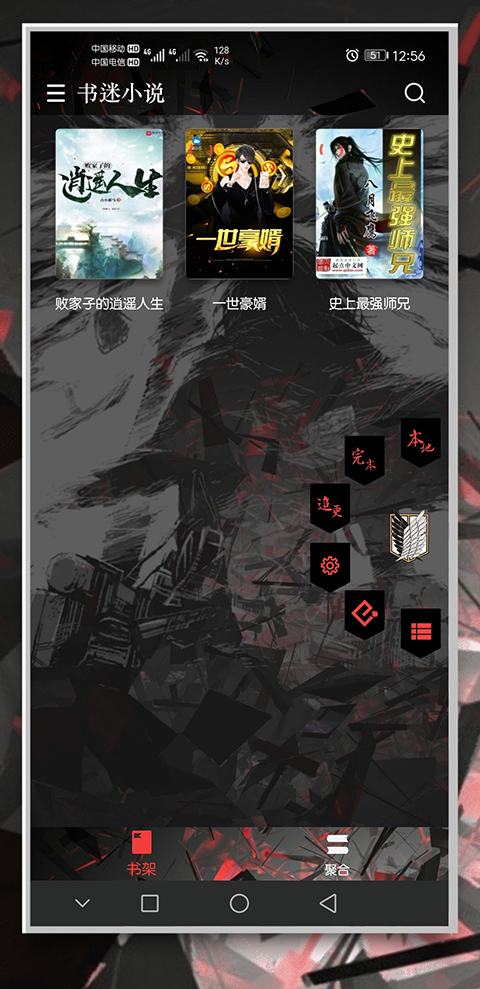 中国移动 HD 4G 4G 128
中国电信 HD K/s 51 12:56
书迷小说
败家子的
逍遥人生
一世豪婿
史上最强师兄
八月飞鹰
著
起点中文网
败家子的逍遥人生 一世豪婿 史上最强师兄
本地
完本
追更
书架 聚合